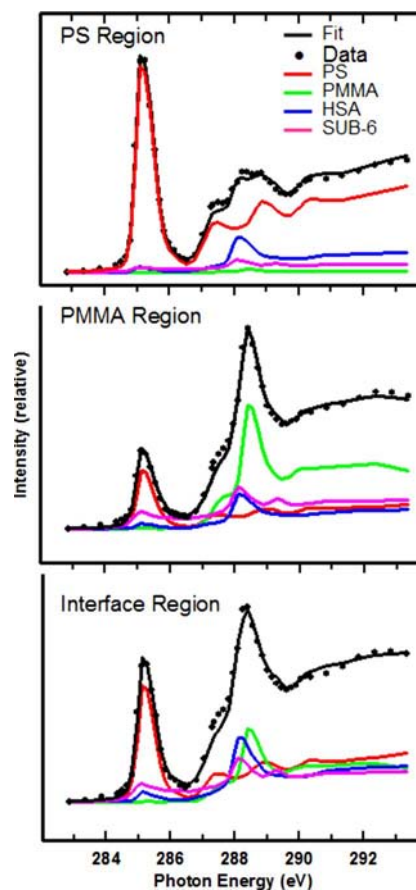 PS Region
Fit
Data
PS
PMMA
HSA
SUB-6
PMMA Region
Intensity (relative)
Interface Region
284 286 288 290 292
Photon Energy (eV)